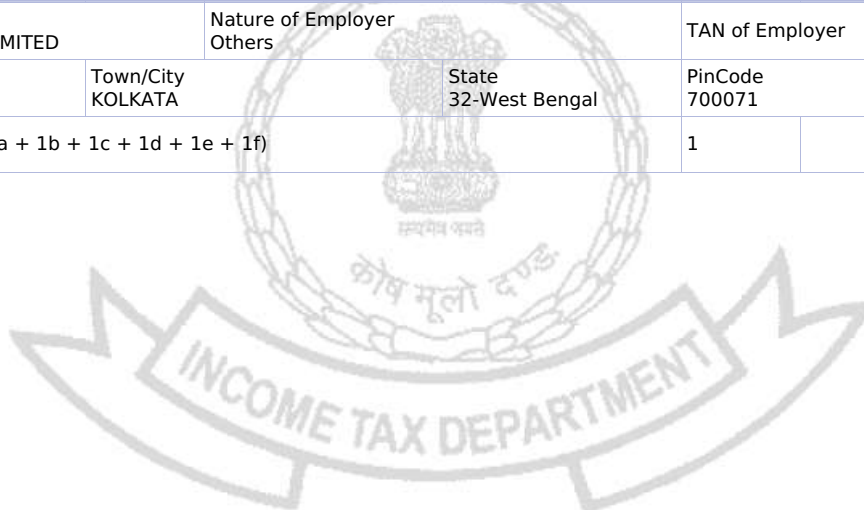 Nature of Employer
MITED
Others
TAN of Employer
Town/City
KOLKATA
State
32-West Bengal
PinCode
700071
a + 1b + 1c + 1d + 1e + 1f)
1
सत्यमेव जयते
कोष मूलो दण्डः
INCOME TAX DEPARTMENT